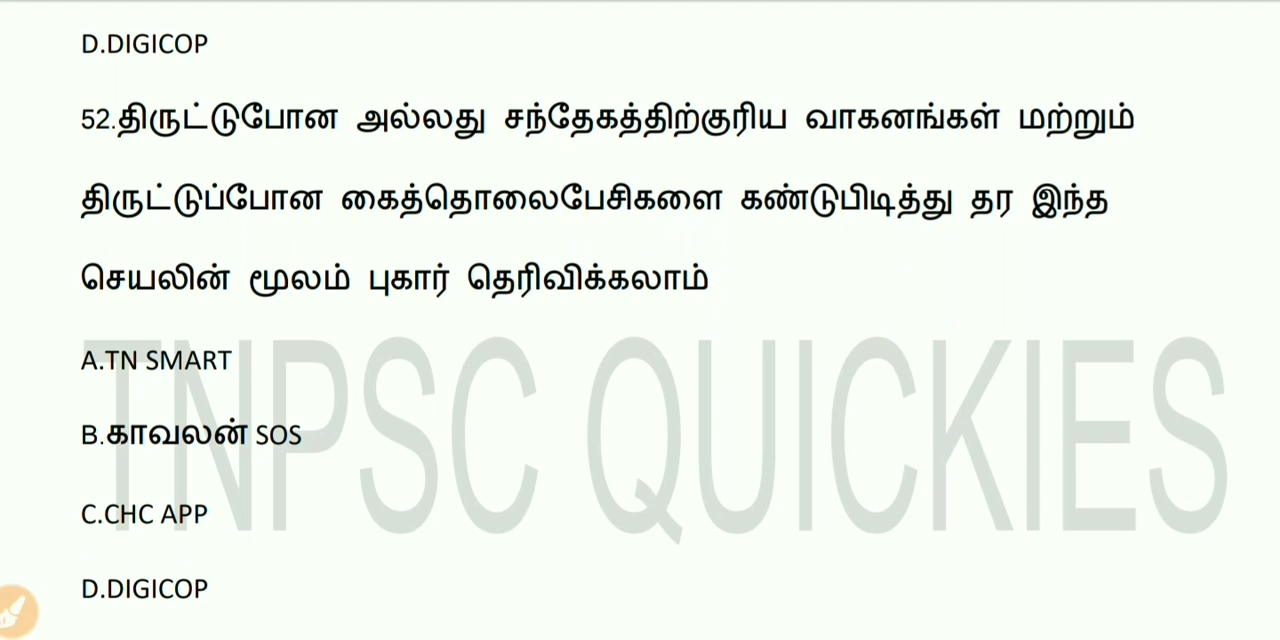 D.DIGICOP
52.திருட்டுபோன அல்லது சந்தேகத்திற்குரிய வாகனங்கள் மற்றும்
திருட்டுப்போன கைத்தொலைபேசிகளை கண்டுபிடித்து தர இந்த
செயலின் மூலம் புகார் தெரிவிக்கலாம்
A.TN SMART
TNPSC QUICKIES
B.காவலன் SOS
C.CHC APP
D.DIGICOP